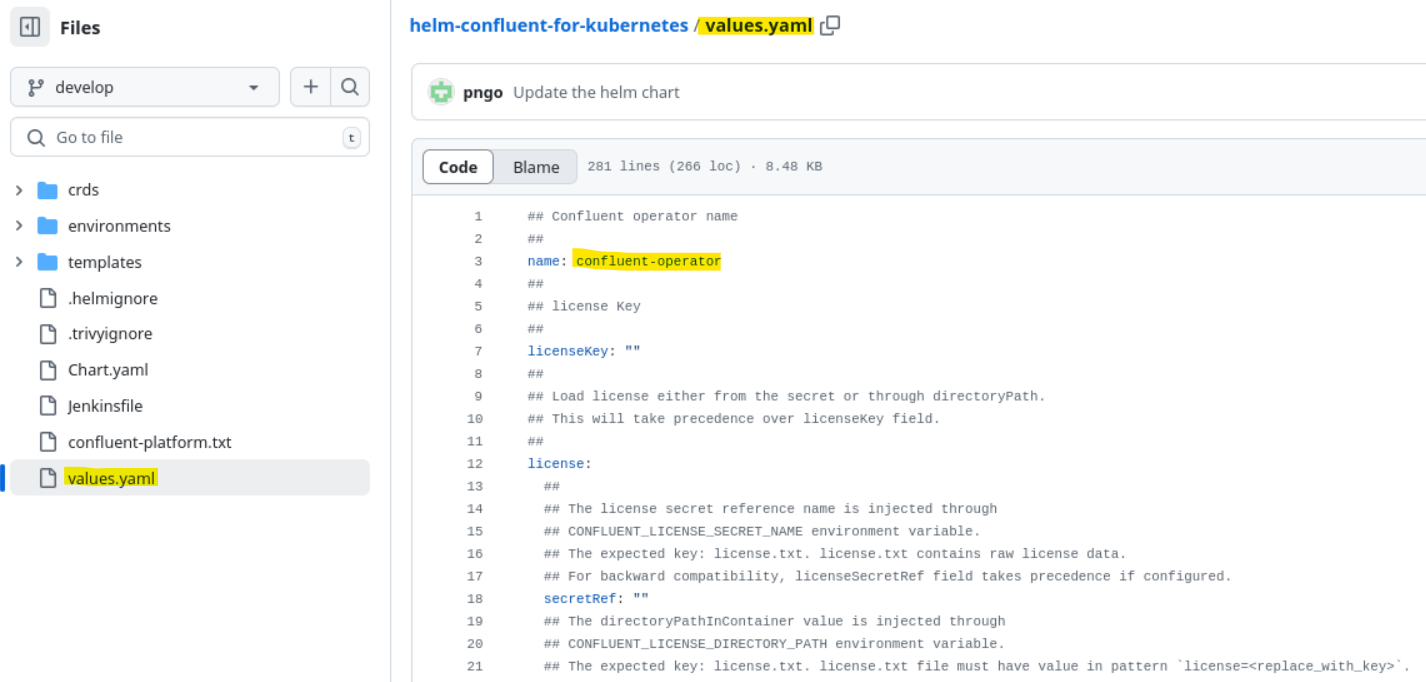 Files
develop
Go to file
t
crds
environments
templates
.helmignore
.trivyignore
Chart.yaml
Jenkinsfile
confluent-platform.txt
values.yaml
helm-confluent-for-kubernetes / values.yaml
pngo Update the helm chart
Code Blame 281 lines (266 loc) · 8.48 KB
1 ## Confluent operator name
2 ##
3 name: confluent-operator
4 ##
5 ## license Key
6 ##
7 licenseKey: ""
8 ##
9 ## Load license either from the secret or through directoryPath.
10 ## This will take precedence over licenseKey field.
11 ##
12 license:
13 ##
14 ## The license secret reference name is injected through
15 ## CONFLUENT_LICENSE_SECRET_NAME environment variable.
16 ## The expected key: license.txt. license.txt contains raw license data.
17 ## For backward compatibility, licenseSecretRef field takes precedence if configured.
18 secretRef: ""
19 ## The directoryPathInContainer value is injected through
20 ## CONFLUENT_LICENSE_DIRECTORY_PATH environment variable.
21 ## The expected key: license.txt. license.txt file must have value in pattern `license=<replace_with_key>`.